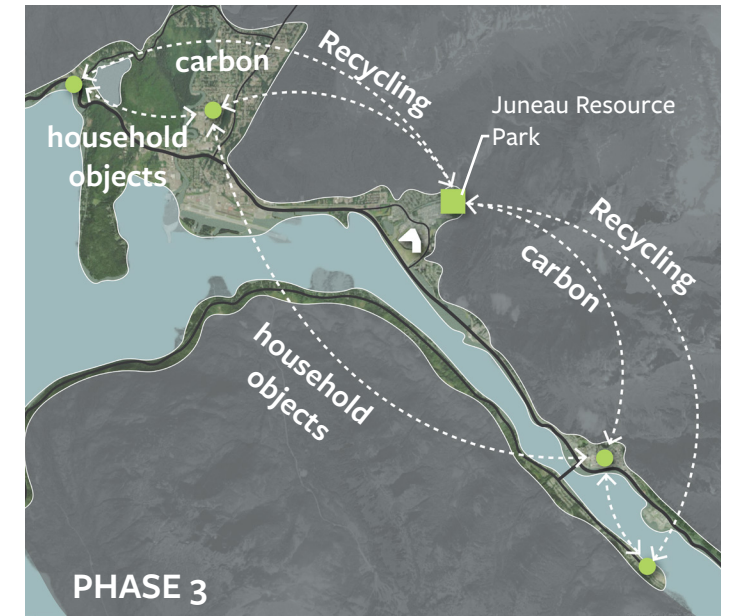 carbon
Recycling
household
objects
Juneau Resource
Park
Recycling
carbon
household
objects
PHASE 3